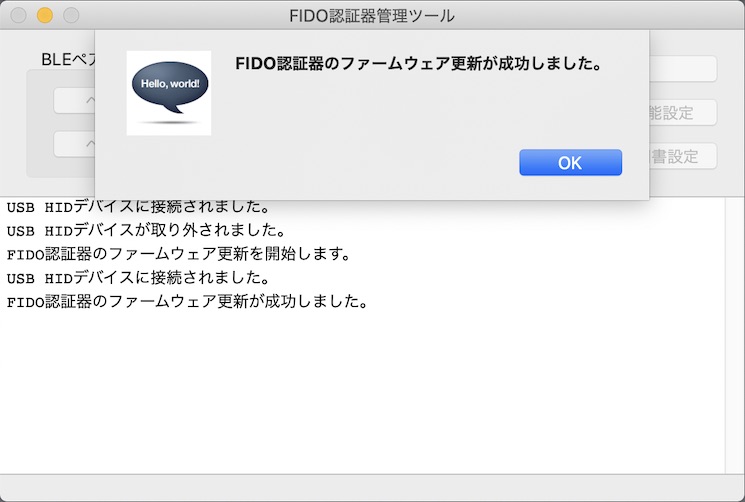 FIDO認証器管理ツール
BLEペア
FIDO認証器のファームウェア更新が成功しました。
Hello, world!
能設定
書設定
OK
USB HIDデバイスに接続されました。
USB HIDデバイスが取り外されました。
FIDO認証器のファームウェア更新を開始します。
USB HIDデバイスに接続されました。
FIDO認証器のファームウェア更新が成功しました。